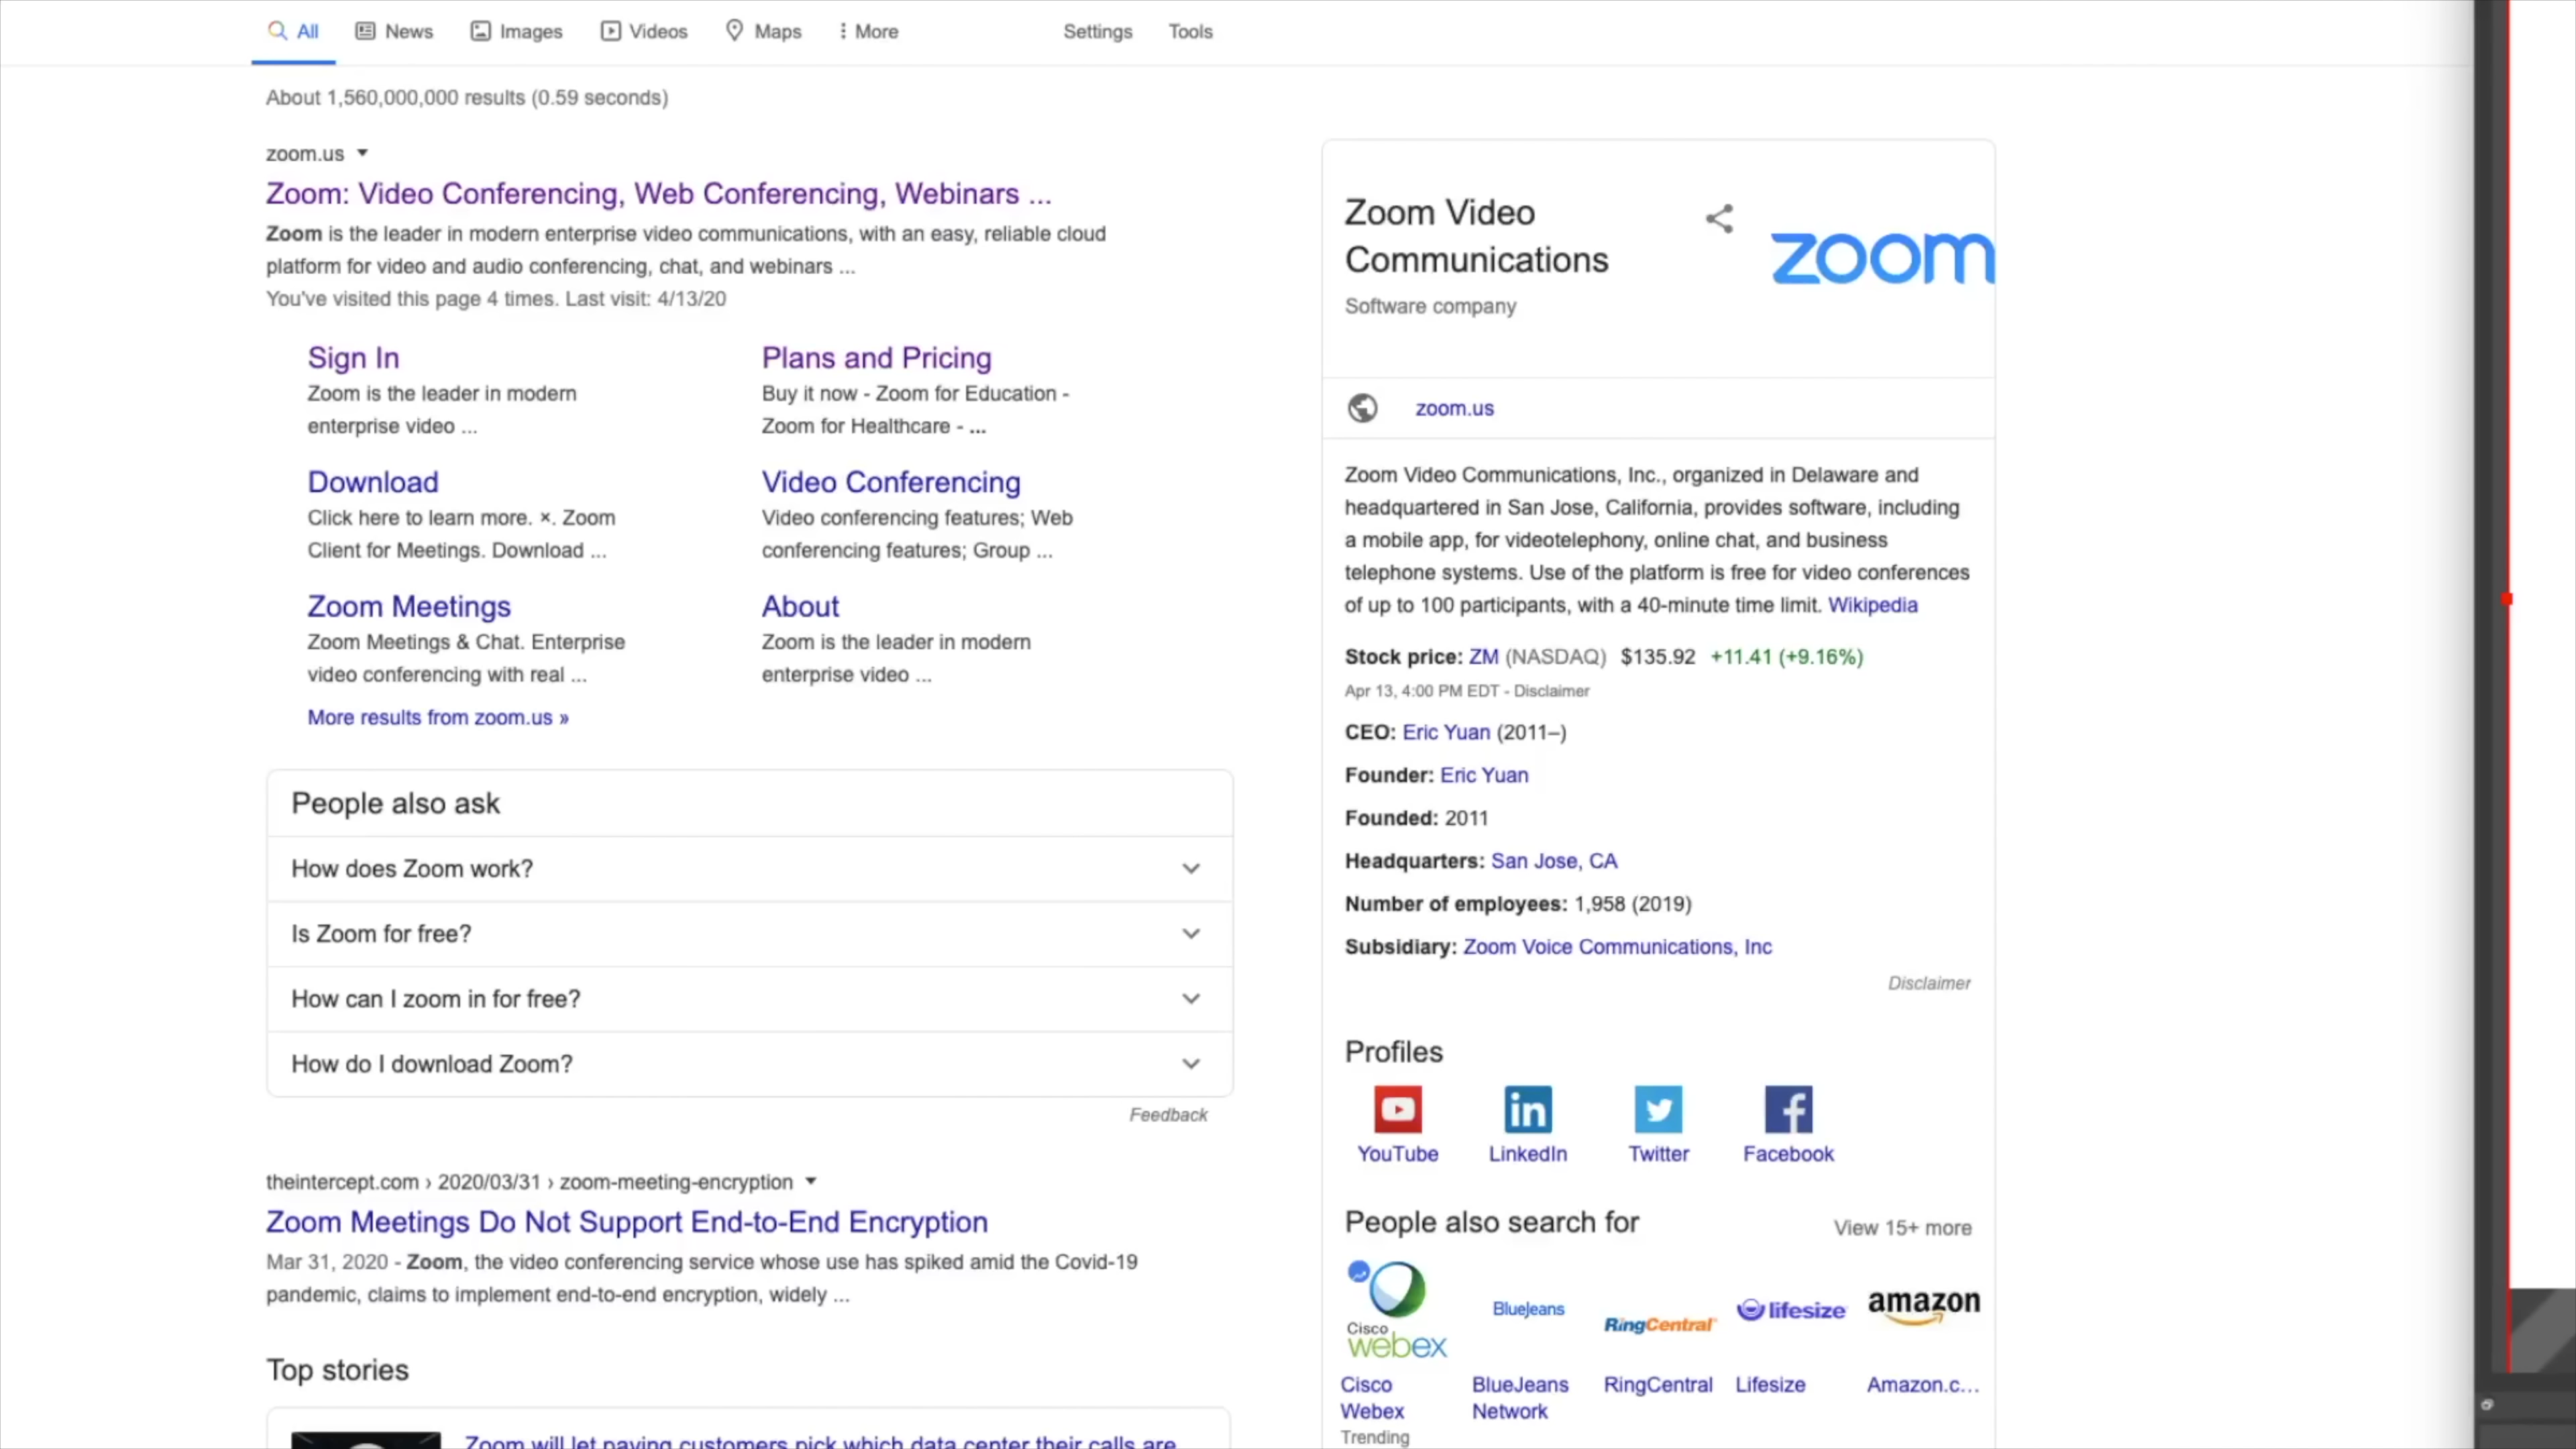 All
News
Images
Videos
Maps
More
Settings
Tools
About 1,560,000,000 results (0.59 seconds)
zoom.us
Zoom: Video Conferencing, Web Conferencing, Webinars ...
Zoom is the leader in modern enterprise video communications, with an easy, reliable cloud
platform for video and audio conferencing, chat, and webinars ...
You've visited this page 4 times. Last visit: 4/13/20
Sign In
Zoom is the leader in modern
enterprise video ...
Plans and Pricing
Buy it now - Zoom for Education -
Zoom for Healthcare - ...
Download
Click here to learn more. ×. Zoom
Client for Meetings. Download ...
Video Conferencing
Video conferencing features; Web
conferencing features; Group ...
Zoom Meetings
Zoom Meetings & Chat. Enterprise
video conferencing with real ...
About
Zoom is the leader in modern
enterprise video ...
More results from zoom.us »
People also ask
How does Zoom work?
Is Zoom for free?
How can I zoom in for free?
How do I download Zoom?
Feedback
theintercept.com › 2020/03/31 › zoom-meeting-encryption
Zoom Meetings Do Not Support End-to-End Encryption
Mar 31, 2020 - Zoom, the video conferencing service whose use has spiked amid the Covid-19
pandemic, claims to implement end-to-end encryption, widely ...
Top stories
Zoom will let paying customers pick which data center their calls are
Zoom Video
Communications
Software company
zoom
zoom.us
Zoom Video Communications, Inc., organized in Delaware and
headquartered in San Jose, California, provides software, including
a mobile app, for videotelephony, online chat, and business
telephone systems. Use of the platform is free for video conferences
of up to 100 participants, with a 40-minute time limit. Wikipedia
Stock price: ZM (NASDAQ) $135.92 +11.41 (+9.16%)
Apr 13, 4:00 PM EDT - Disclaimer
CEO: Eric Yuan (2011–)
Founder: Eric Yuan
Founded: 2011
Headquarters: San Jose, CA
Number of employees: 1,958 (2019)
Subsidiary: Zoom Voice Communications, Inc
Disclaimer
Profiles
in
YouTube
LinkedIn
Twitter
Facebook
People also search for
View 15+ more
Cisco
webex
BlueJeans
RingCentral
lifesize
amazon
Cisco
Webex
Trending
BlueJeans
Network
RingCentral
Lifesize
Amazon.c...